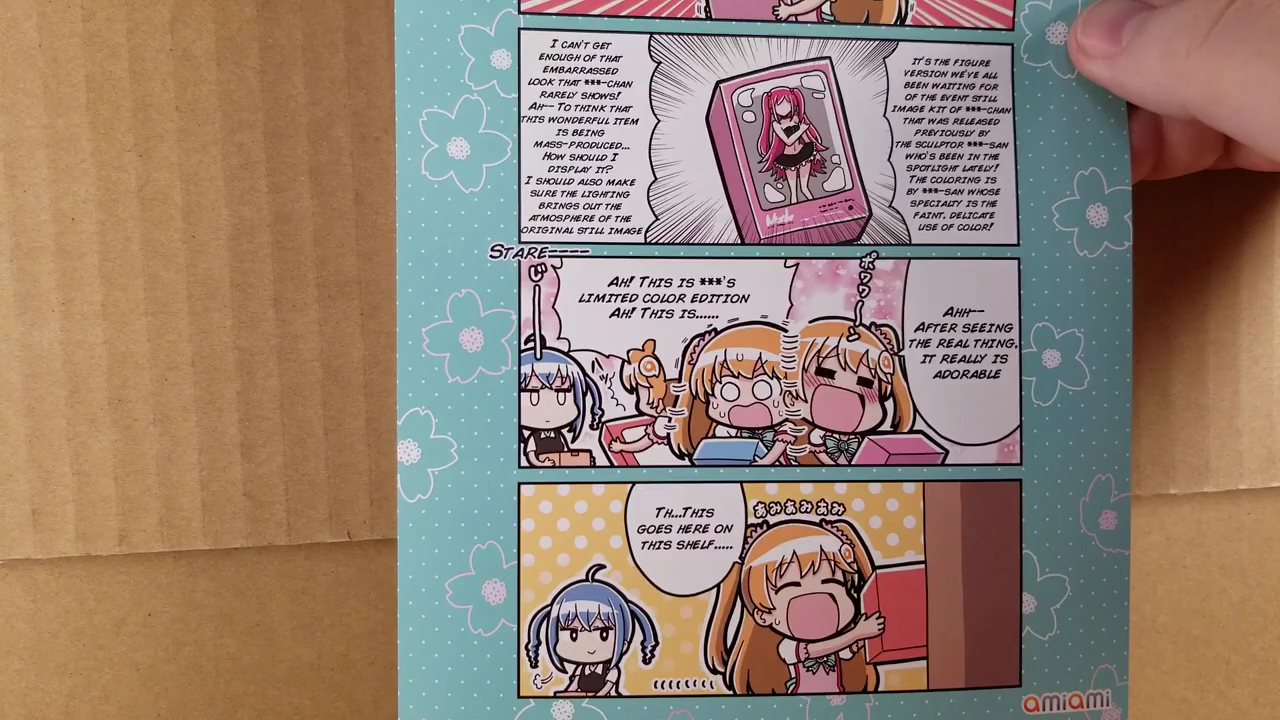 I CAN'T GET
ENOUGH OF THAT
EMBARRASSED
LOOK THAT ***-CHAN
RARELY SHOWS!
AH-- TO THINK THAT
THIS WONDERFUL ITEM
IS BEING
MASS-PRODUCED...
HOW SHOULD I
DISPLAY IT?
I SHOULD ALSO MAKE
SURE THE LIGHTING
BRINGS OUT THE
ATMOSPHERE OF THE
ORIGINAL STILL IMAGE
IT'S THE FIGURE
VERSION WE'VE ALL
BEEN WAITING FOR
OF THE EVENT STILL
IMAGE KIT OF ***-CHAN
THAT WAS RELEASED
PREVIOUSLY BY
THE SCULPTOR ***-SAN
WHO'S BEEN IN THE
SPOTLIGHT LATELY!
THE COLORING IS
BY ***-SAN WHOSE
SPECIALTY IS THE
FAINT, DELICATE
USE OF COLOR!
STARE----
じー
AH! THIS IS ***'S
LIMITED COLOR EDITION
AH! THIS IS......
ポワワ〜ン
AHH--
AFTER SEEING
THE REAL THING,
IT REALLY IS
ADORABLE
TH...THIS
GOES HERE ON
THIS SHELF.....
あみあみあみ
amiami